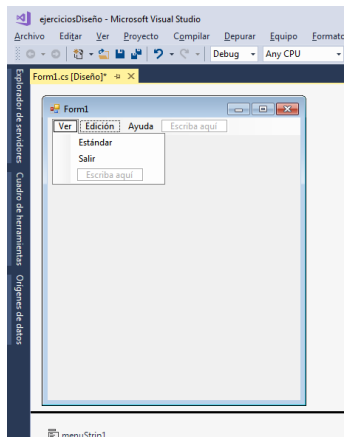 ejerciciosDiseño - Microsoft Visual Studio
Archivo Editar Ver Proyecto Compilar Depurar Equipo Formato
Debug Any CPU
Form1.cs [Diseño]*
Explorador de servidores
Cuadro de herramientas
Orígenes de datos
Form1
Ver Edición Ayuda Escriba aquí
Estándar
Salir
Escriba aquí
menuStrip1